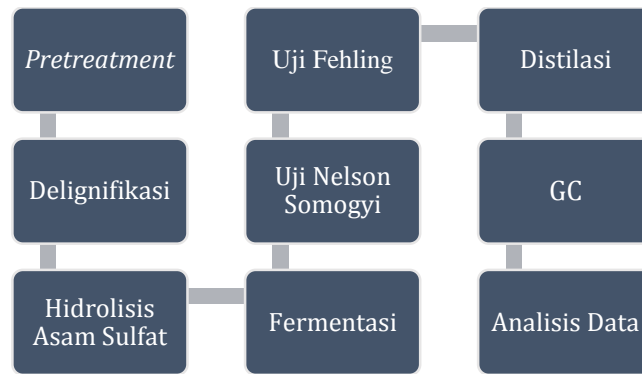 Pretreatment
Delignifikasi
Hidrolisis
Asam Sulfat
Fermentasi
Uji Nelson
Somogyi
Uji Fehling
Distilasi
GC
Analisis Data